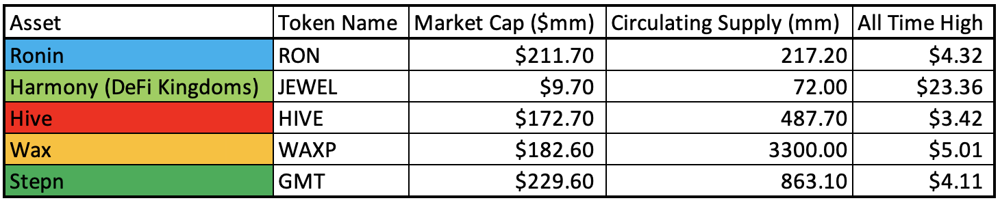 Asset Token Name Market Cap ($mm) Circulating Supply (mm) All Time High
Ronin RON $211.70 217.20 $4.32
Harmony (DeFi Kingdoms) JEWEL $9.70 72.00 $23.36
Hive HIVE $172.70 487.70 $3.42
Wax WAXP $182.60 3300.00 $5.01
Stepn GMT $229.60 863.10 $4.11